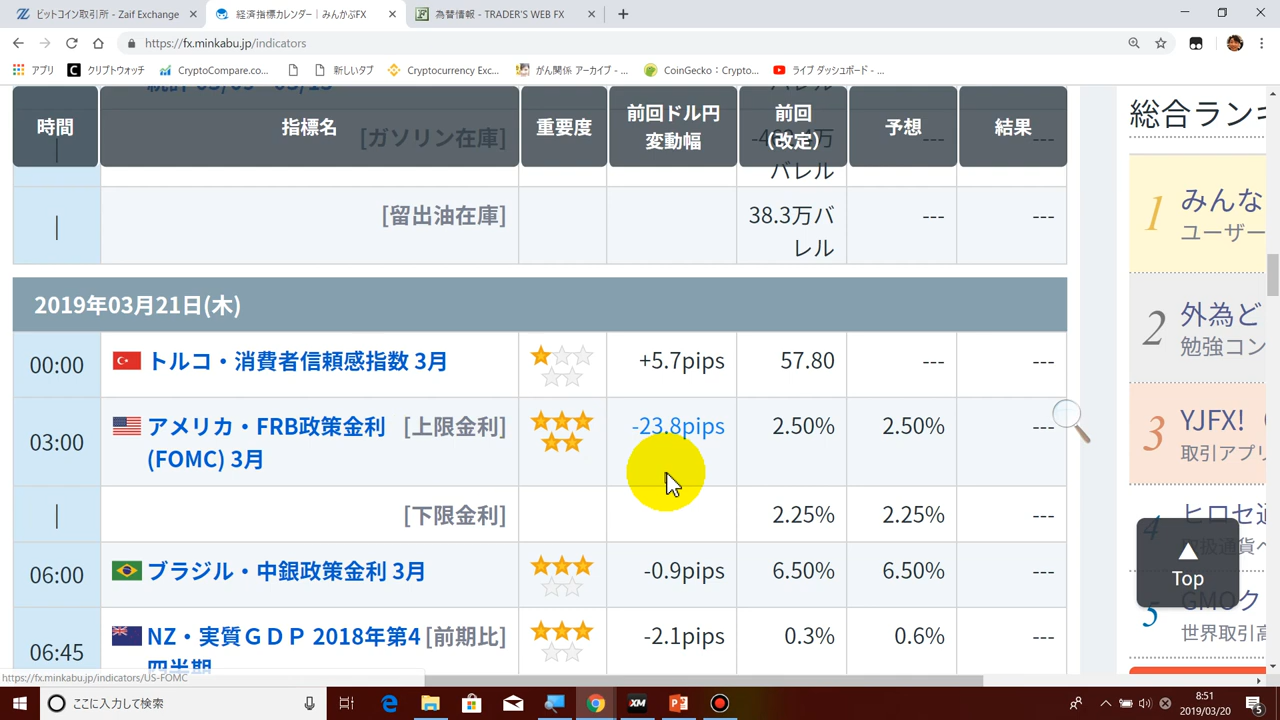 ビットコイン取引所 - Zaif Exchange
経済指標カレンダー | みんかぶFX
為替情報 - TRADER'S WEB FX
https://fx.minkabu.jp/indicators
アプリ
クリプトウォッチ
CryptoCompare.co...
新しいタブ
Cryptocurrency Exc...
がん関係 アーカイブ - ...
CoinGecko：Crypto...
ライブ ダッシュボード - ...
時間
指標名
重要度
前回ドル円
変動幅
前回
（改定）
予想
結果
[ガソリン在庫]
バレル
---
---
[留出油在庫]
38.3万バ
レル
---
---
2019年03月21日(木)
00:00
トルコ・消費者信頼感指数 3月
+5.7pips
57.80
---
---
03:00
アメリカ・FRB政策金利
(FOMC) 3月
[上限金利]
-23.8pips
2.50%
2.50%
---
[下限金利]
2.25%
2.25%
---
06:00
ブラジル・中銀政策金利 3月
-0.9pips
6.50%
6.50%
---
06:45
NZ・実質ＧＤＰ 2018年第4
四半期
[前期比]
-2.1pips
0.3%
0.6%
---
総合ラン
1
みんな
ユーザー
2
外為ど
勉強コン
3
YJFX!
取引アプリ
4
ヒロセ通
Top
5
GMOク
世界取引高
https://fx.minkabu.jp/indicators/US-FOMC
ここに入力して検索
XM
8:51
2019/03/20
5